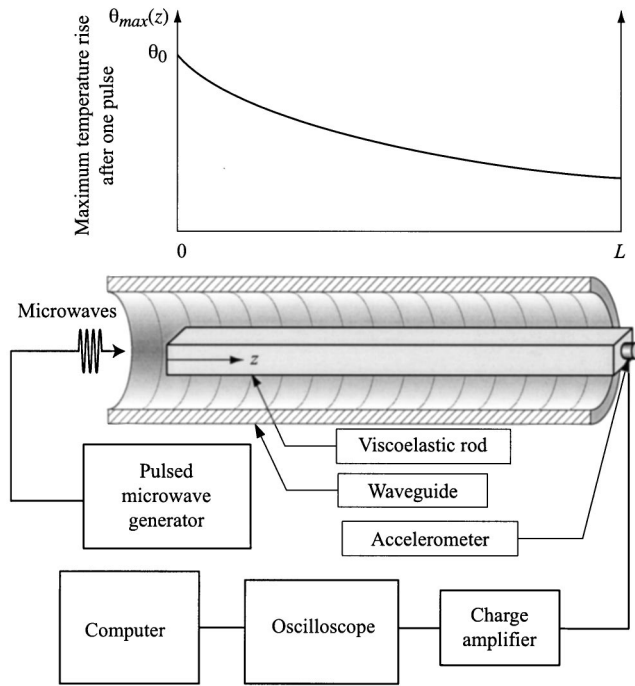 θmax(z)
θ0
Maximum temperature rise
after one pulse
0
L
Microwaves
z
Viscoelastic rod
Pulsed
microwave
generator
Waveguide
Accelerometer
Computer
Oscilloscope
Charge
amplifier